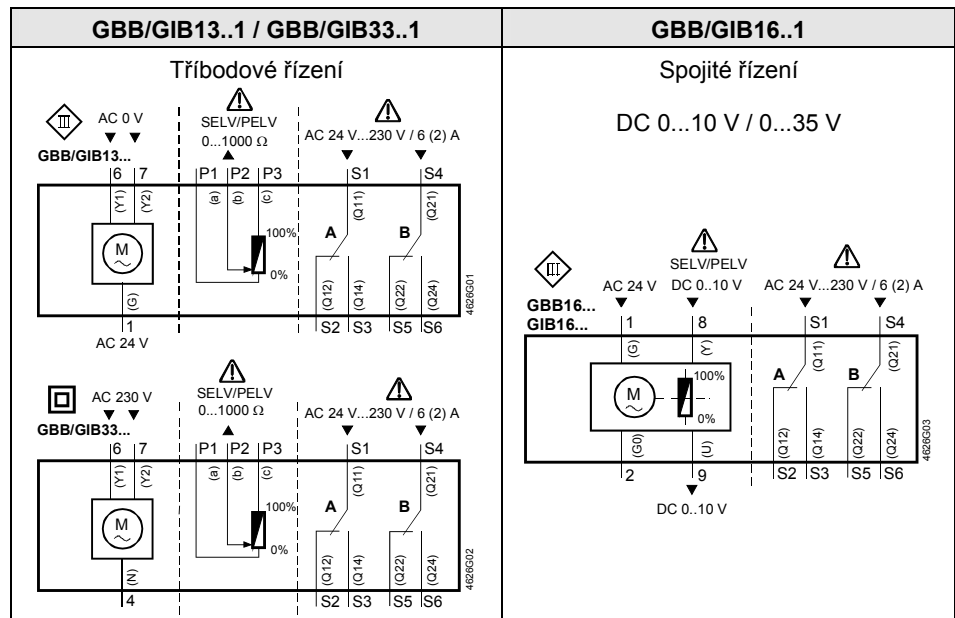 GBB/GIB13..1 / GBB/GIB33..1
Tříbodové řízení
III
AC 0 V
SELV/PELV
0...1000 Ω
AC 24 V...230 V / 6 (2) A
GBB/GIB13...
6 7 P1 P2 P3 S1 S4
(Y1) (Y2) (a) (b) (c) (Q11) (Q21)
M
100%
0%
A
B
(G) (Q12) (Q14) (Q22) (Q24)
1 S2 S3 S5 S6
AC 24 V
4626G01
AC 230 V
SELV/PELV
0...1000 Ω
AC 24 V...230 V / 6 (2) A
GBB/GIB33...
6 7 P1 P2 P3 S1 S4
(Y1) (Y2) (a) (b) (c) (Q11) (Q21)
M
100%
0%
A
B
(N) (Q12) (Q14) (Q22) (Q24)
4 S2 S3 S5 S6
4626G02
GBB/GIB16..1
Spojité řízení
DC 0...10 V / 0...35 V
III
SELV/PELV
AC 24 V DC 0..10 V AC 24 V...230 V / 6 (2) A
GBB16...
GIB16...
1 8 S1 S4
(G) (Y) (Q11) (Q21)
M
100%
0%
A
B
(G0) (U) (Q12) (Q14) (Q22) (Q24)
2 9 S2 S3 S5 S6
DC 0..10 V
4626G03